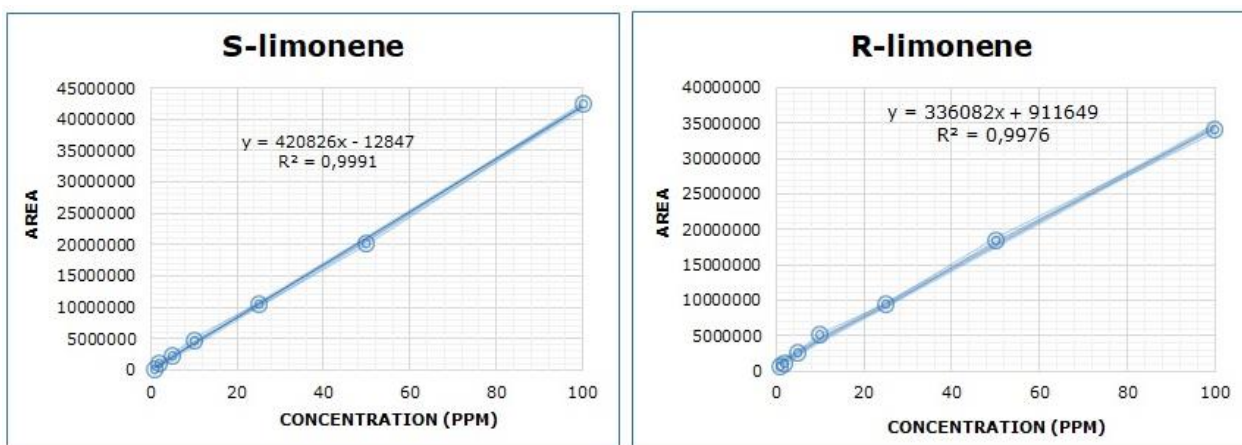 S-limonene
45000000
40000000
35000000
30000000
25000000
20000000
15000000
10000000
5000000
0
y = 420826x - 12847
R² = 0,9991
AREA
0 20 40 60 80 100
CONCENTRATION (PPM)
R-limonene
40000000
35000000
30000000
25000000
20000000
15000000
10000000
5000000
0
y = 336082x + 911649
R² = 0,9976
AREA
0 20 40 60 80 100
CONCENTRATION (PPM)